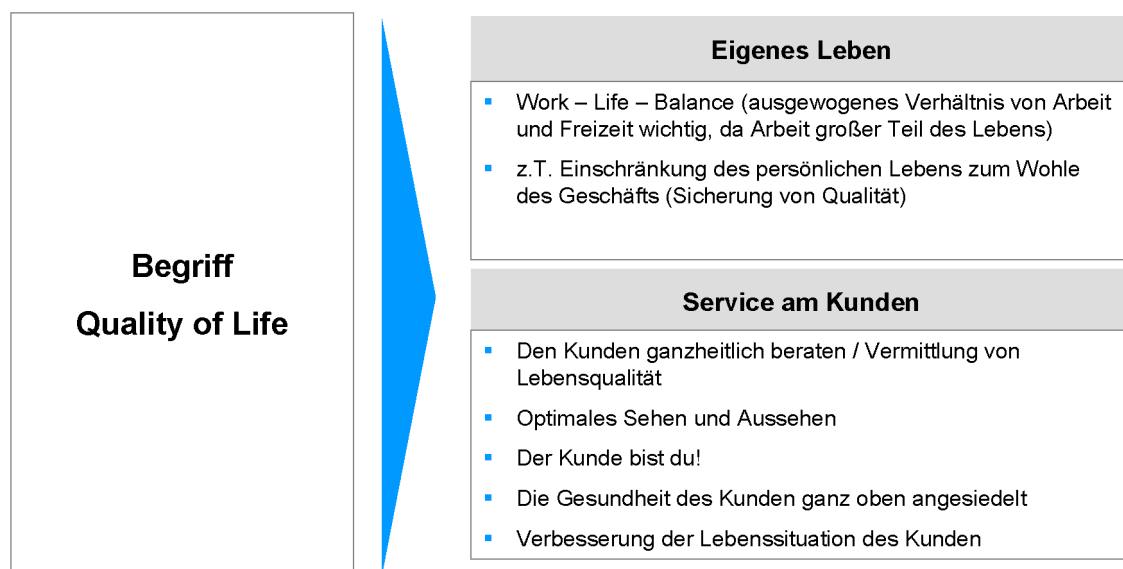 Begriff
Quality of Life
Eigenes Leben
Work – Life – Balance (ausgewogenes Verhältnis von Arbeit
und Freizeit wichtig, da Arbeit großer Teil des Lebens)
z.T. Einschränkung des persönlichen Lebens zum Wohle
des Geschäfts (Sicherung von Qualität)
Service am Kunden
Den Kunden ganzheitlich beraten / Vermittlung von
Lebensqualität
Optimales Sehen und Aussehen
Der Kunde bist du!
Die Gesundheit des Kunden ganz oben angesiedelt
Verbesserung der Lebenssituation des Kunden